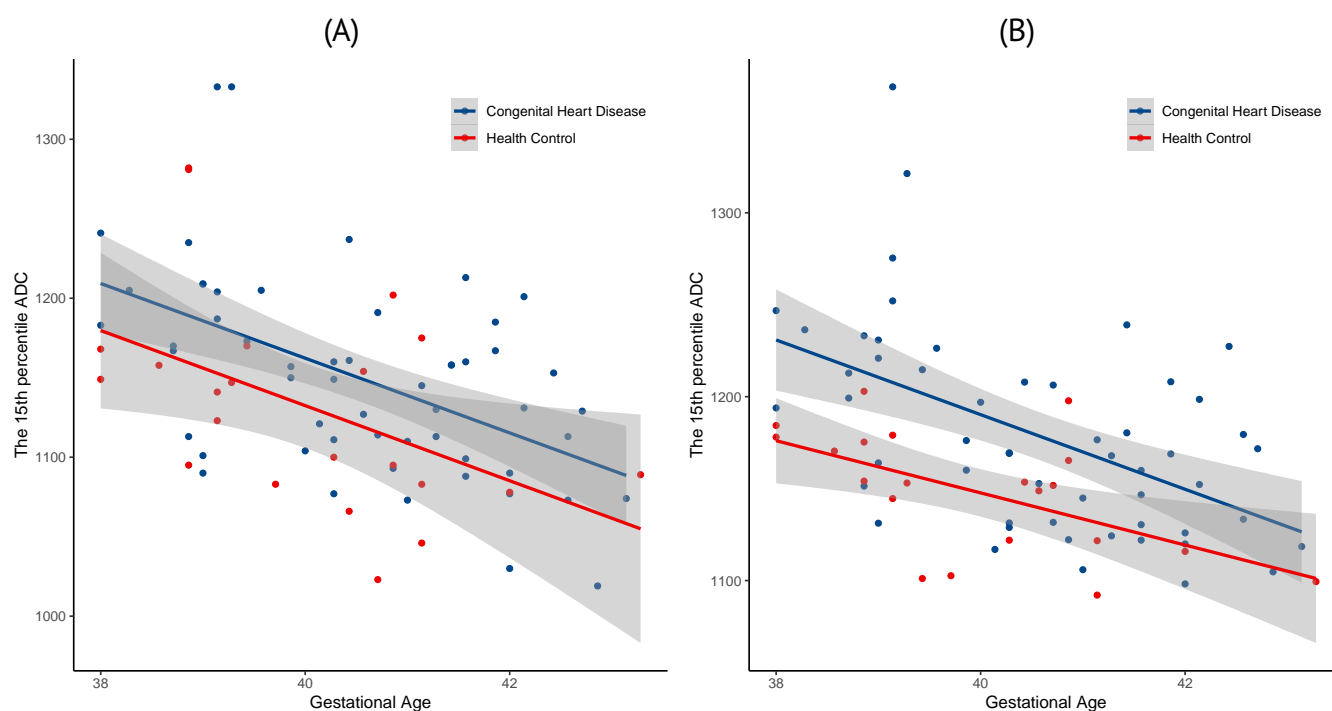 (A)
Congenital Heart Disease
Health Control
1300
1200
1100
1000
The 15th percentile ADC
38
40
42
Gestational Age
(B)
Congenital Heart Disease
Health Control
1300
1200
1100
The 15th percentile ADC
38
40
42
Gestational Age